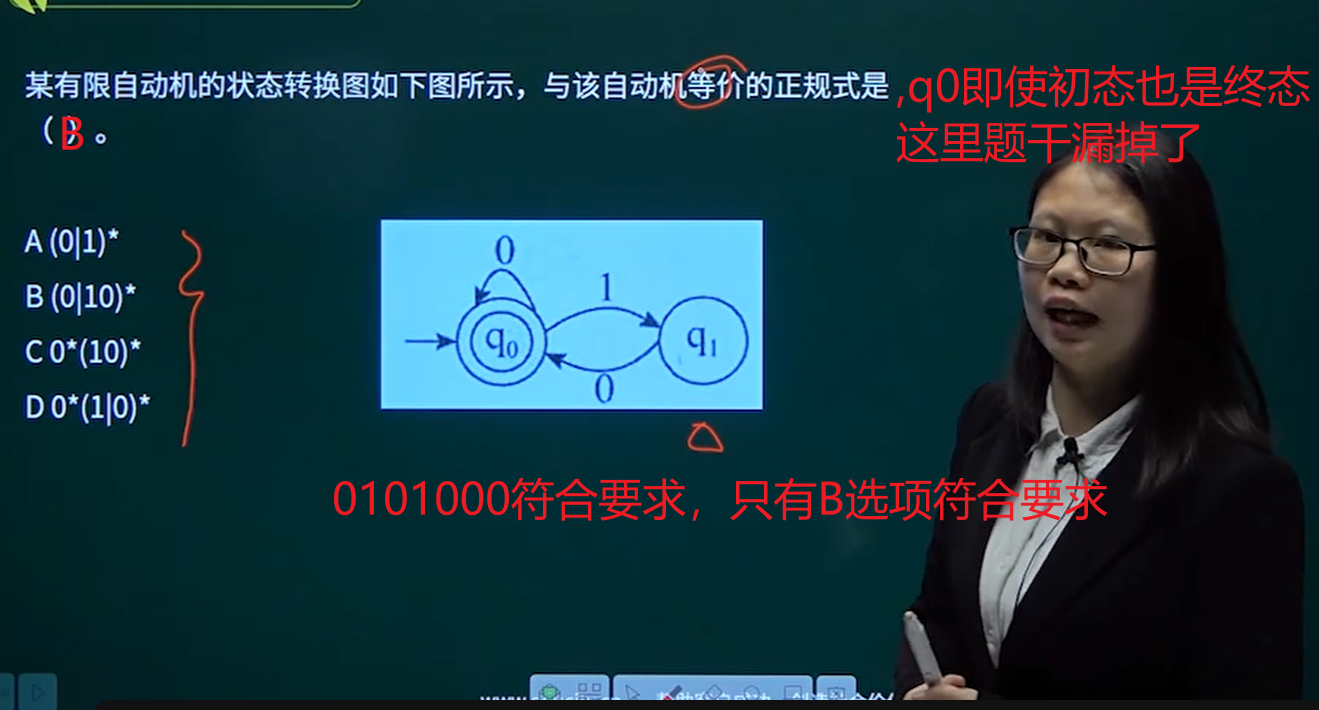 某有限自动机的状态转换图如下图所示，与该自动机等价的正规式是
,q0即使初态也是终态
（B）。
这里题干漏掉了
A (0|1)*
B (0|10)*
C 0*(10)*
D 0*(1|0)*
0
1
q0
q1
0
0101000符合要求，只有B选项符合要求